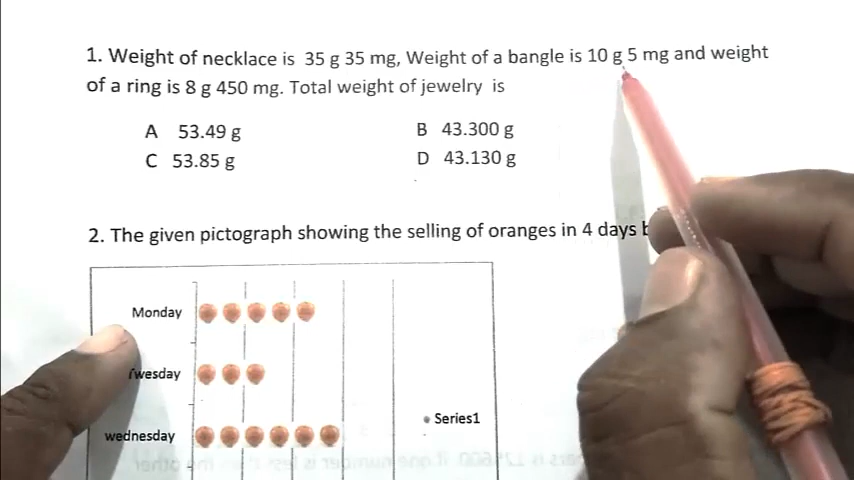 1. Weight of necklace is 35 g 35 mg, Weight of a bangle is 10 g 5 mg and weight
of a ring is 8 g 450 mg. Total weight of jewelry is
A 53.49 g B 43.300 g
C 53.85 g D 43.130 g
2. The given pictograph showing the selling of oranges in 4 days
Monday
wednesday
Series1